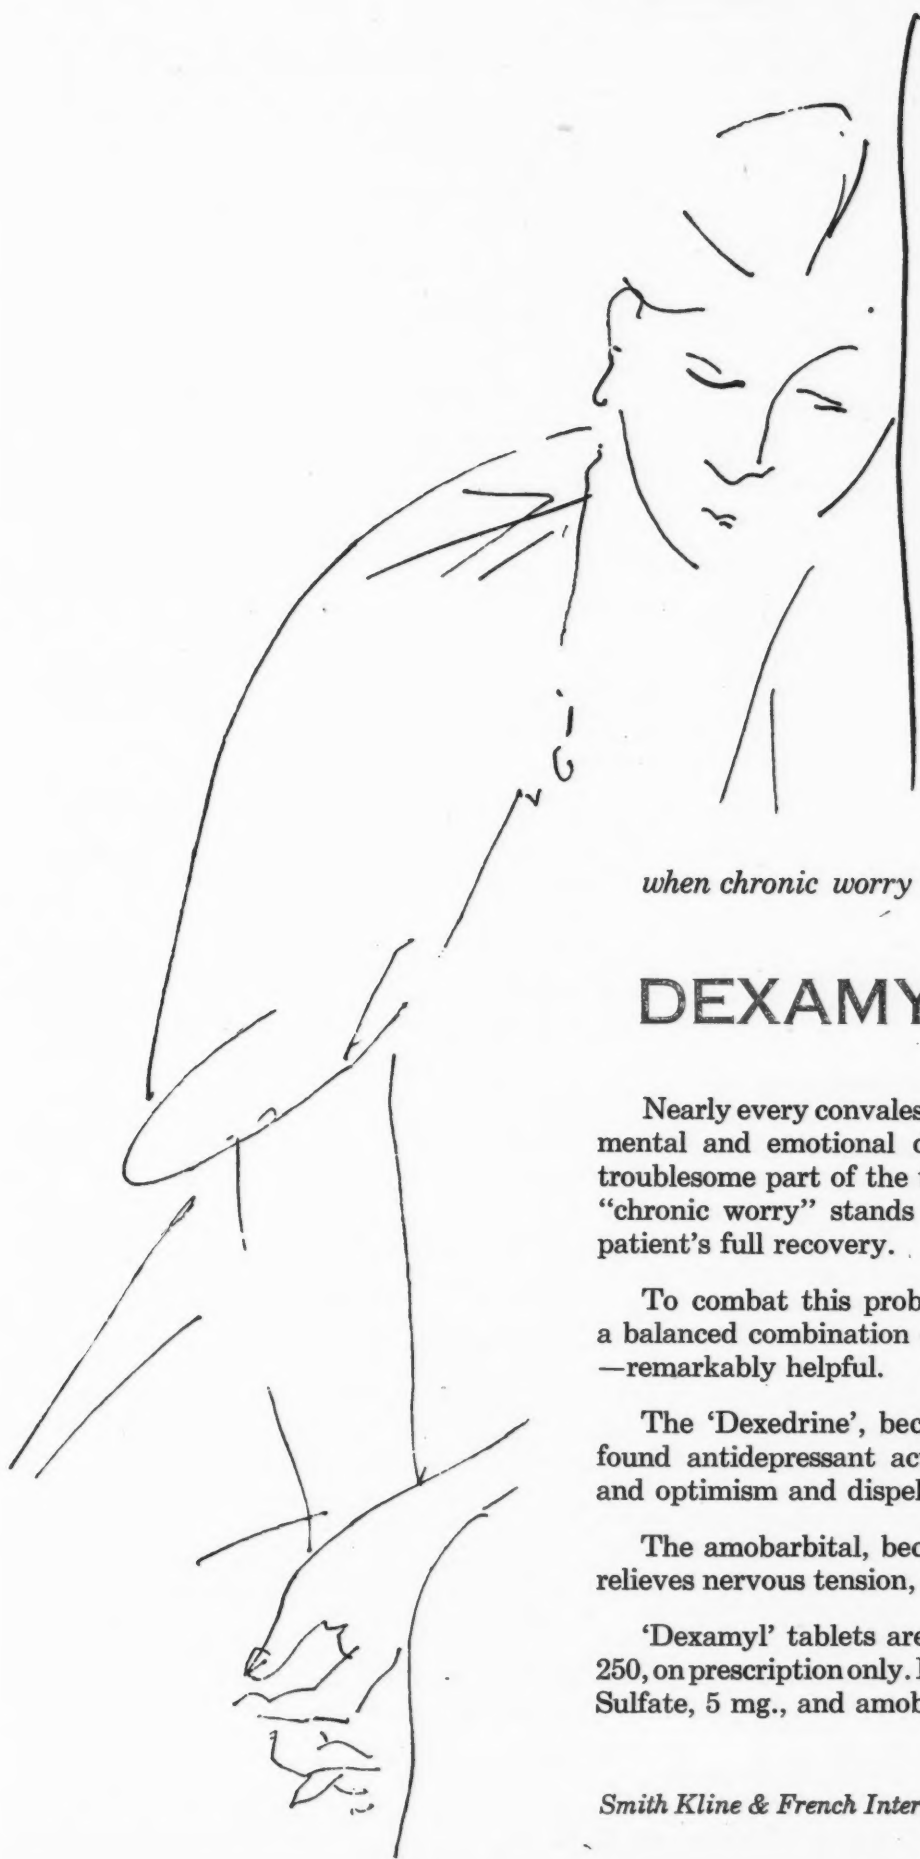 when chronic worry
DEXAMY
Nearly every convales
mental and emotional
troublesome part of the
“chronic worry” stands
patient's full recovery.
To combat this prob
a balanced combination
—remarkably helpful.
The ‘Dexedrine’, bec
found antidepressant ac
and optimism and dispel
The amobarbital, bec
relieves nervous tension,
‘Dexamyl’ tablets are
250, on prescription only.
Sulfate, 5 mg., and amob
Smith Kline & French Inter